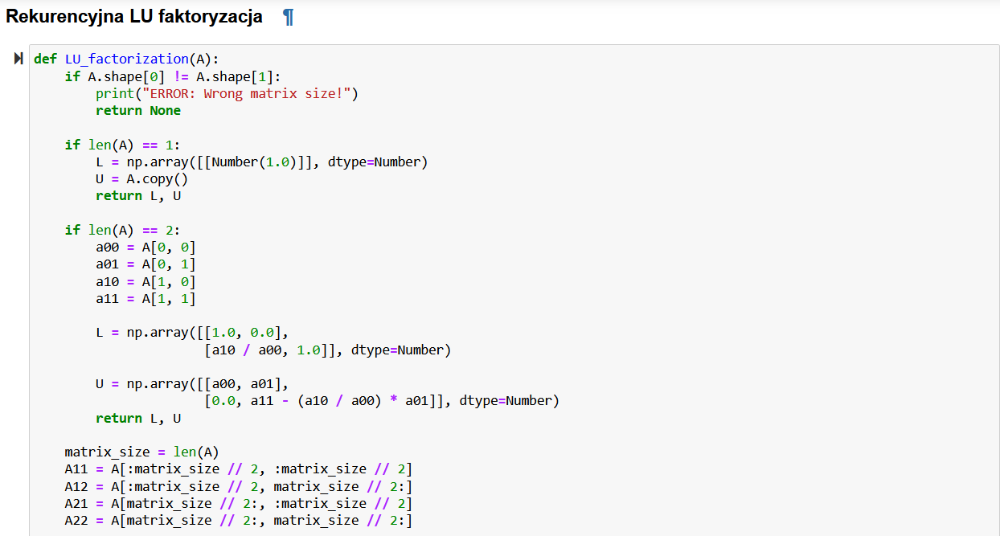 Rekurencyjna LU faktoryzacja ¶
def LU_factorization(A):
    if A.shape[0] != A.shape[1]:
        print("ERROR: Wrong matrix size!")
        return None

    if len(A) == 1:
        L = np.array([[Number(1.0)]], dtype=Number)
        U = A.copy()
        return L, U

    if len(A) == 2:
        a00 = A[0, 0]
        a01 = A[0, 1]
        a10 = A[1, 0]
        a11 = A[1, 1]

        L = np.array([[1.0, 0.0],
                      [a10 / a00, 1.0]], dtype=Number)

        U = np.array([[a00, a01],
                      [0.0, a11 - (a10 / a00) * a01]], dtype=Number)
        return L, U

    matrix_size = len(A)
    A11 = A[:matrix_size // 2, :matrix_size // 2]
    A12 = A[:matrix_size // 2, matrix_size // 2:]
    A21 = A[matrix_size // 2:, :matrix_size // 2]
    A22 = A[matrix_size // 2:, matrix_size // 2:]